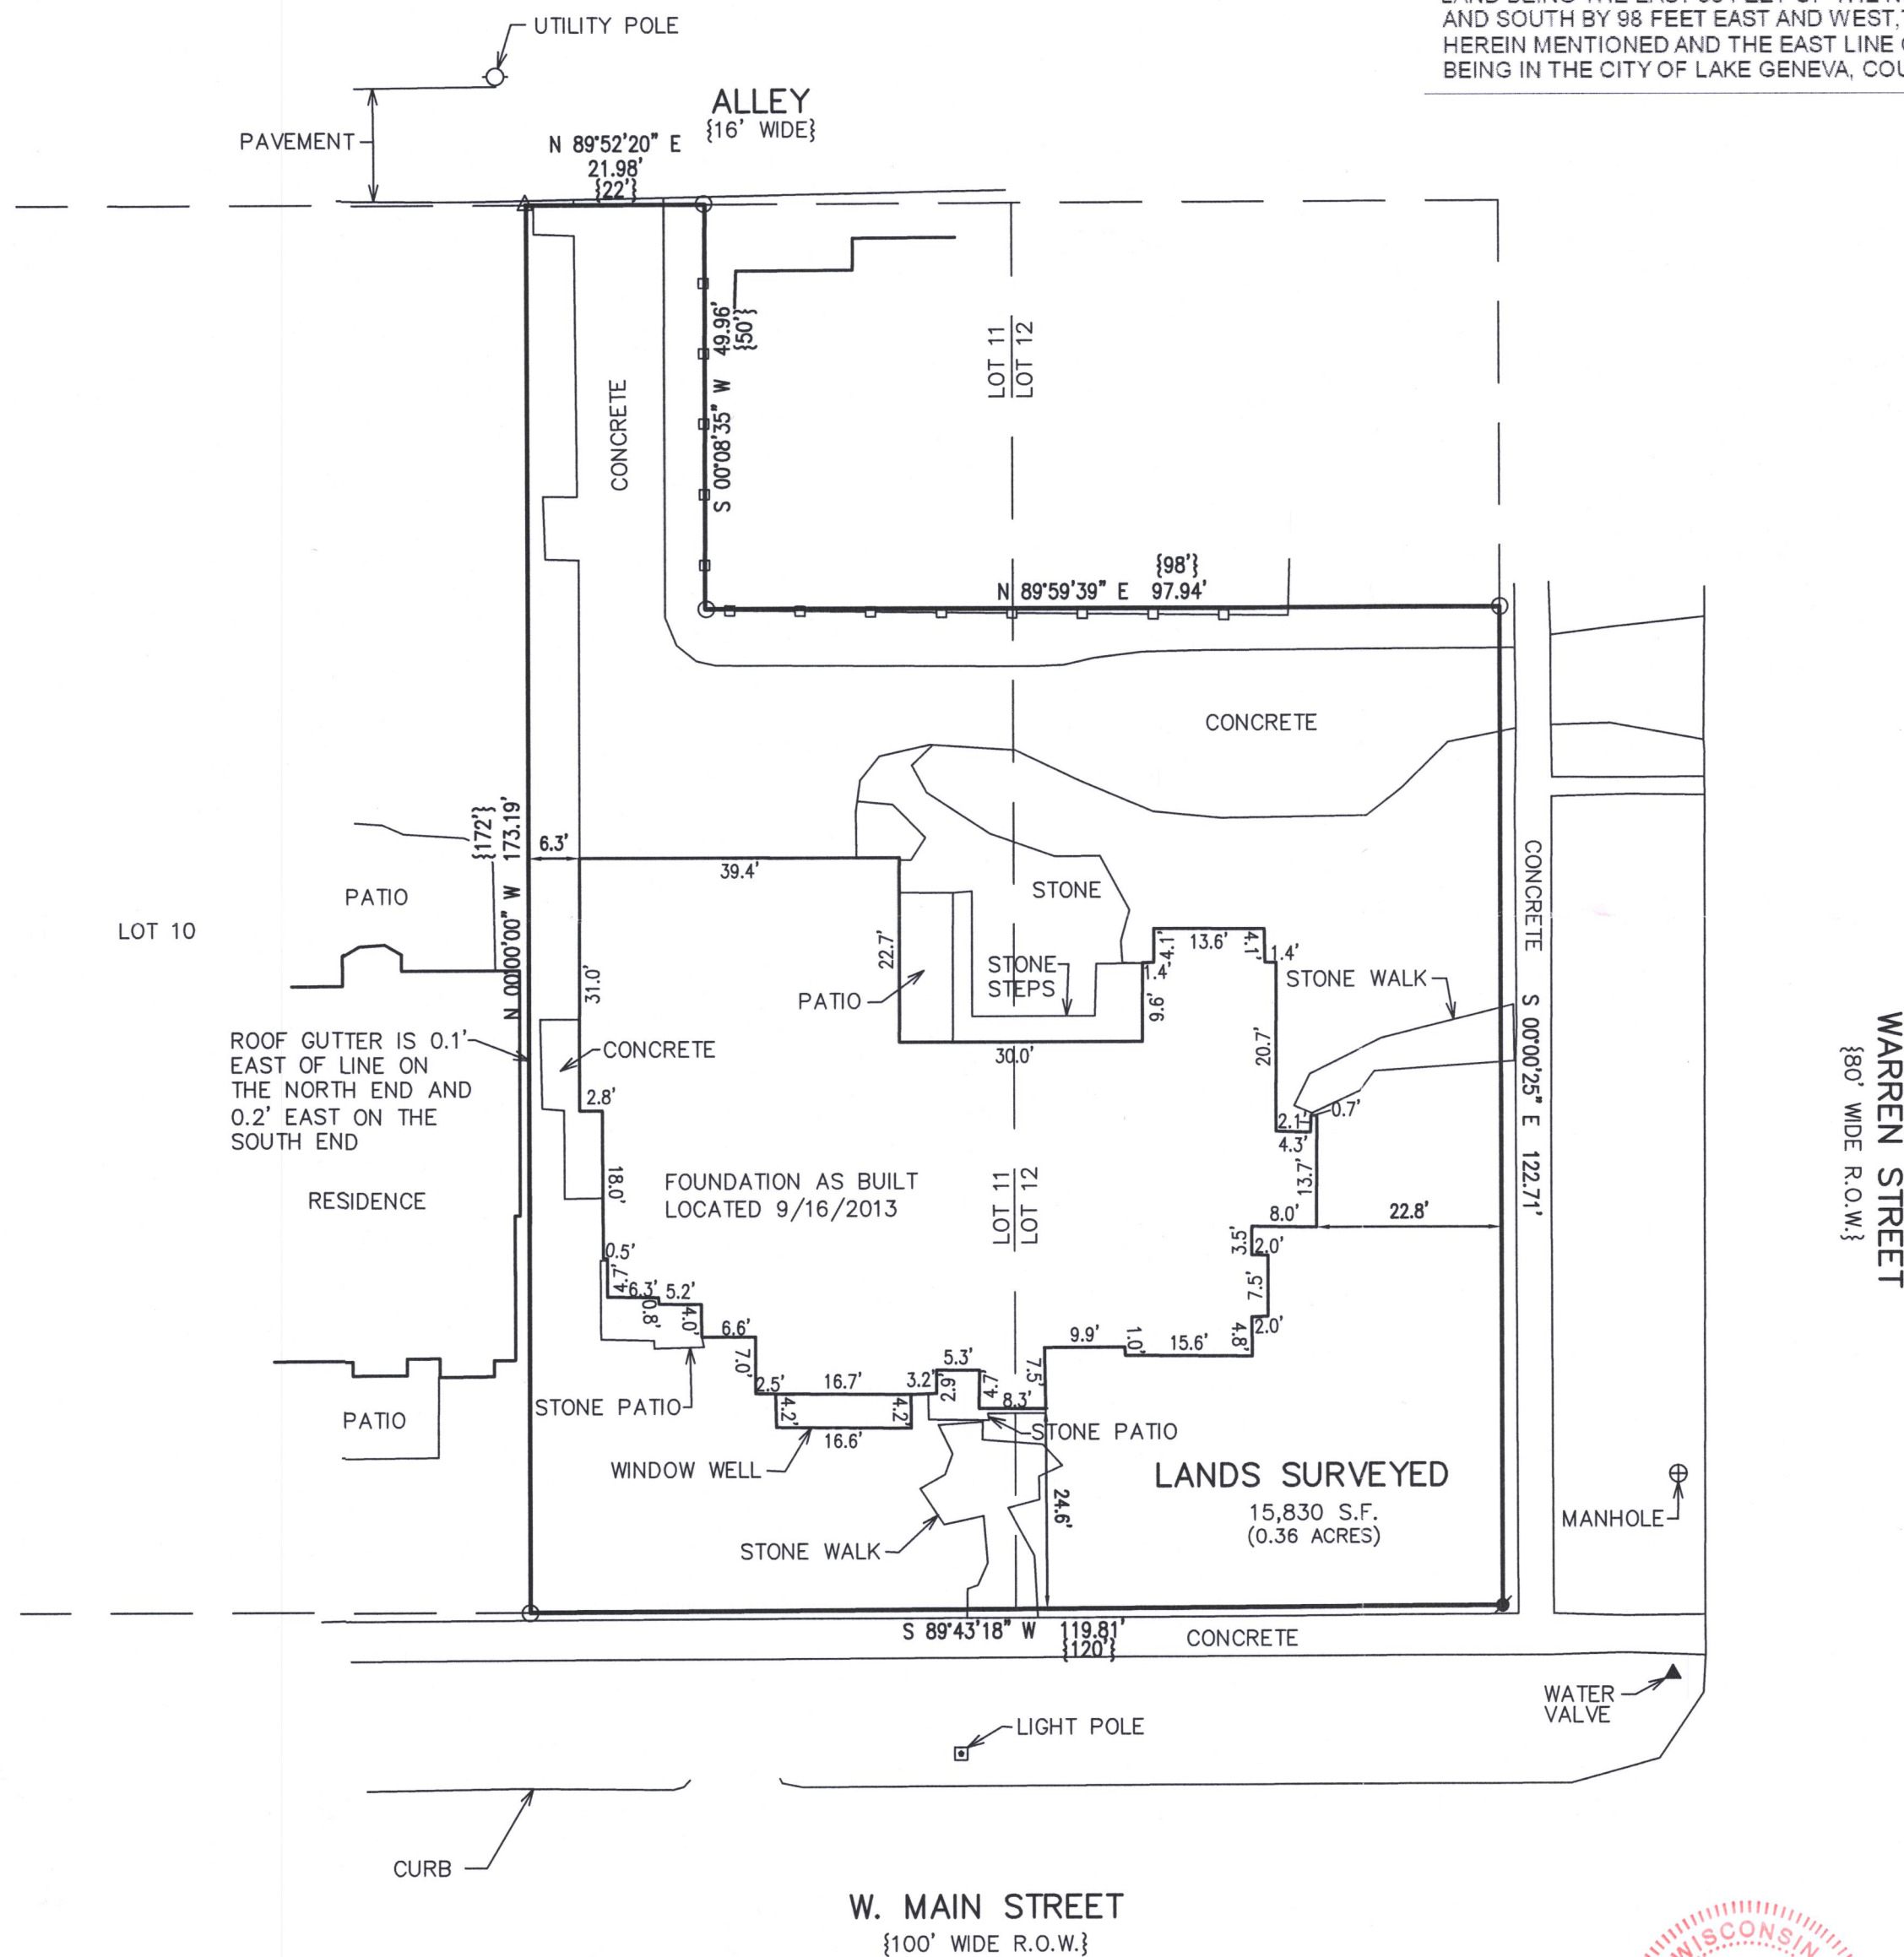 AND SOUTH BY 98 FEET EAST AND WEST,
HEREIN MENTIONED AND THE EAST LINE
BEING IN THE CITY OF LAKE GENEVA, COU
UTILITY POLE
ALLEY
{16' WIDE}
PAVEMENT
N 89°52'20" E
21.98'
{22'}
S 00°08'35" W 49.96'
{50'}
LOT 11
LOT 12
CONCRETE
{98'}
N 89°59'39" E 97.94'
CONCRETE
{172'}
N 00°00'00" W 173.19'
6.3'
39.4'
PATIO
LOT 10
STONE
22.7'
31.0'
STONE
STEPS
PATIO
1.4'
4.1'
13.6'
4.1'
1.4'
9.6'
30.0'
20.7'
STONE WALK
CONCRETE
S 00°00'25" E 122.71'
WARREN STREET
{80' WIDE R.O.W.}
ROOF GUTTER IS 0.1'
EAST OF LINE ON
THE NORTH END AND
0.2' EAST ON THE
SOUTH END
CONCRETE
2.8'
2.1'
0.7'
4.3'
13.7'
RESIDENCE
18.0'
FOUNDATION AS BUILT
LOCATED 9/16/2013
LOT 11
LOT 12
8.0'
22.8'
3.5'
2.0'
7.5'
2.0'
4.8'
0.5'
4.7'
6.3'
0.8'
5.2'
4.0'
6.6'
7.0'
2.5'
16.7'
3.2'
2.9'
5.3'
4.7'
8.3'
7.5'
9.9'
1.0'
15.6'
4.2'
4.2'
16.6'
STONE PATIO
PATIO
STONE PATIO
WINDOW WELL
LANDS SURVEYED
15,830 S.F.
(0.36 ACRES)
24.6'
STONE WALK
MANHOLE
S 89°43'18" W 119.81'
{120'}
CONCRETE
WATER
VALVE
LIGHT POLE
CURB
W. MAIN STREET
{100' WIDE R.O.W.}
WISCONSIN